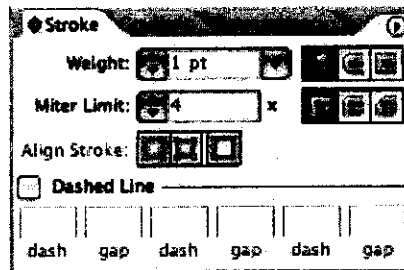 Stroke
Weight: 1 pt
Miter Limit: 4 x
Align Stroke:
Dashed Line
dash gap dash gap dash gap